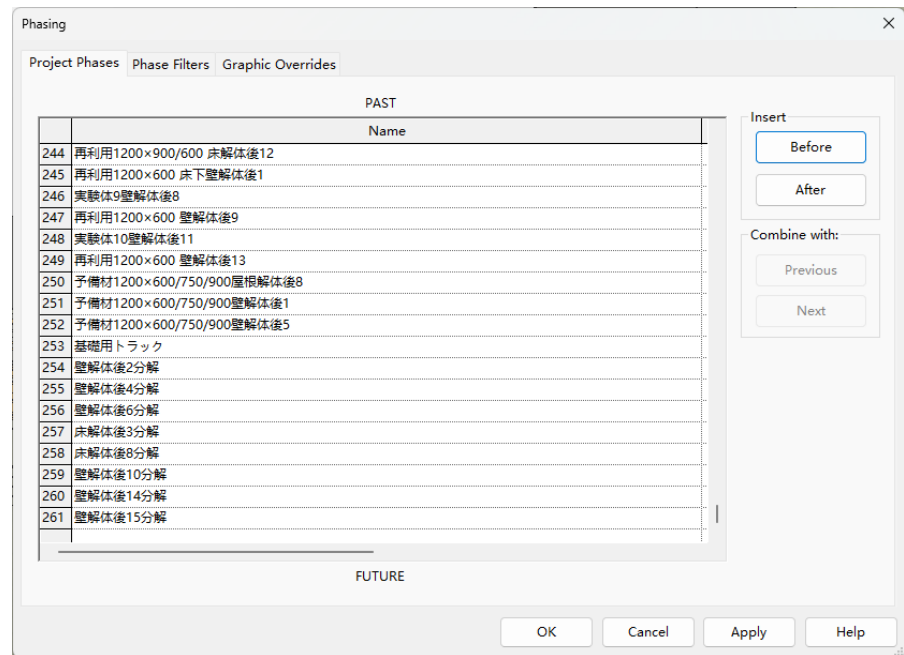 Phasing
Project Phases Phase Filters Graphic Overrides
PAST
Name
244 再利用1200×900/600 床解体後12
245 再利用1200×600 床下壁解体後1
246 実験体9壁解体後8
247 再利用1200×600 壁解体後9
248 実験体10壁解体後11
249 再利用1200×600 壁解体後13
250 予備材1200×600/750/900屋根解体後8
251 予備材1200×600/750/900壁解体後1
252 予備材1200×600/750/900壁解体後5
253 基礎用トラック
254 壁解体後2分解
255 壁解体後4分解
256 壁解体後6分解
257 床解体後3分解
258 床解体後8分解
259 壁解体後10分解
260 壁解体後14分解
261 壁解体後15分解
FUTURE
Insert
Before
After
Combine with:
Previous
Next
OK Cancel Apply Help